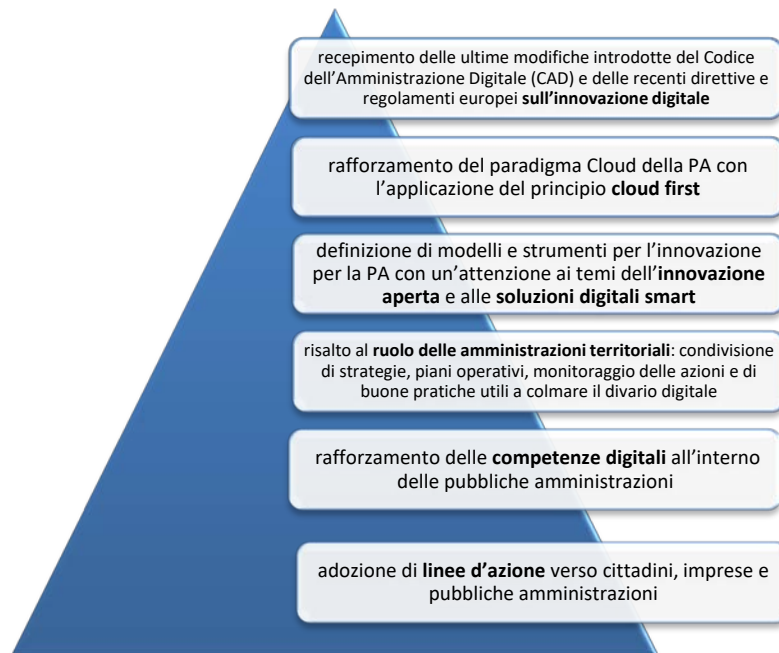 recepimento delle ultime modifiche introdotte del Codice
dell’Amministrazione Digitale (CAD) e delle recenti direttive e
regolamenti europei sull’innovazione digitale
rafforzamento del paradigma Cloud della PA con
l’applicazione del principio cloud first
definizione di modelli e strumenti per l’innovazione
per la PA con un’attenzione ai temi dell’innovazione
aperta e alle soluzioni digitali smart
risalto al ruolo delle amministrazioni territoriali: condivisione
di strategie, piani operativi, monitoraggio delle azioni e di
buone pratiche utili a colmare il divario digitale
rafforzamento delle competenze digitali all’interno
delle pubbliche amministrazioni
adozione di linee d’azione verso cittadini, imprese e
pubbliche amministrazioni